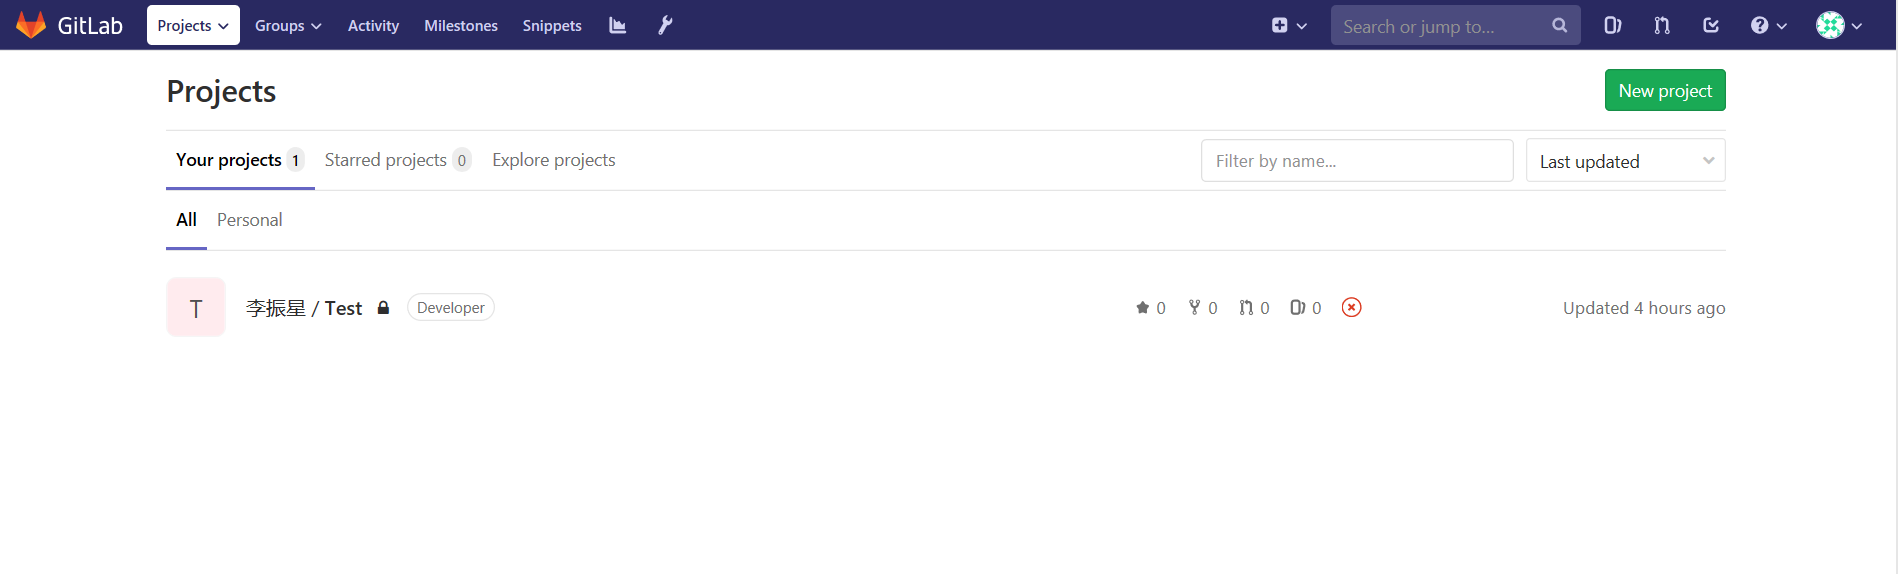 GitLab Projects Groups Activity Milestones Snippets Search or jump to...
Projects
New project
Your projects 1 Starred projects 0 Explore projects Filter by name... Last updated
All Personal
T 李振星 / Test Developer 0 0 0 0 Updated 4 hours ago